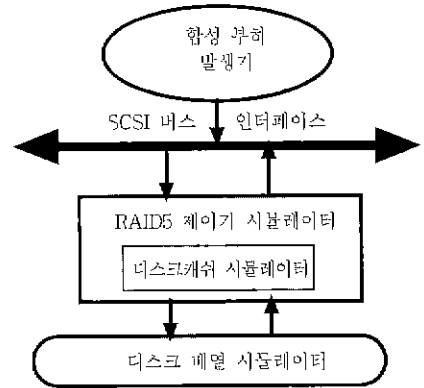 합성 부하
발생기
SCSI 버스 인터페이스
RAID5 제어기 시뮬레이터
디스크캐쉬 시뮬레이터
디스크 배열 시뮬레이터